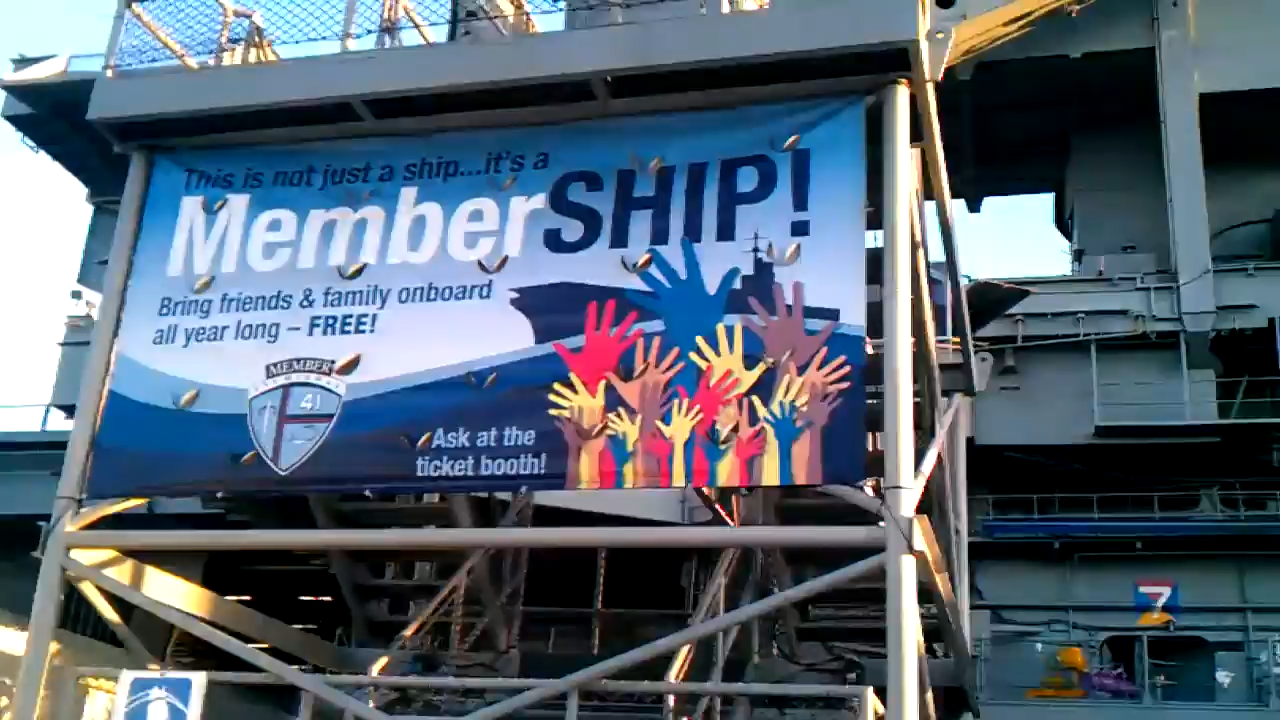 This is not just a ship...it's a
MemberSHIP!
Bring friends & family onboard
all year long – FREE!
MEMBER
41
Ask at the
ticket booth!
7